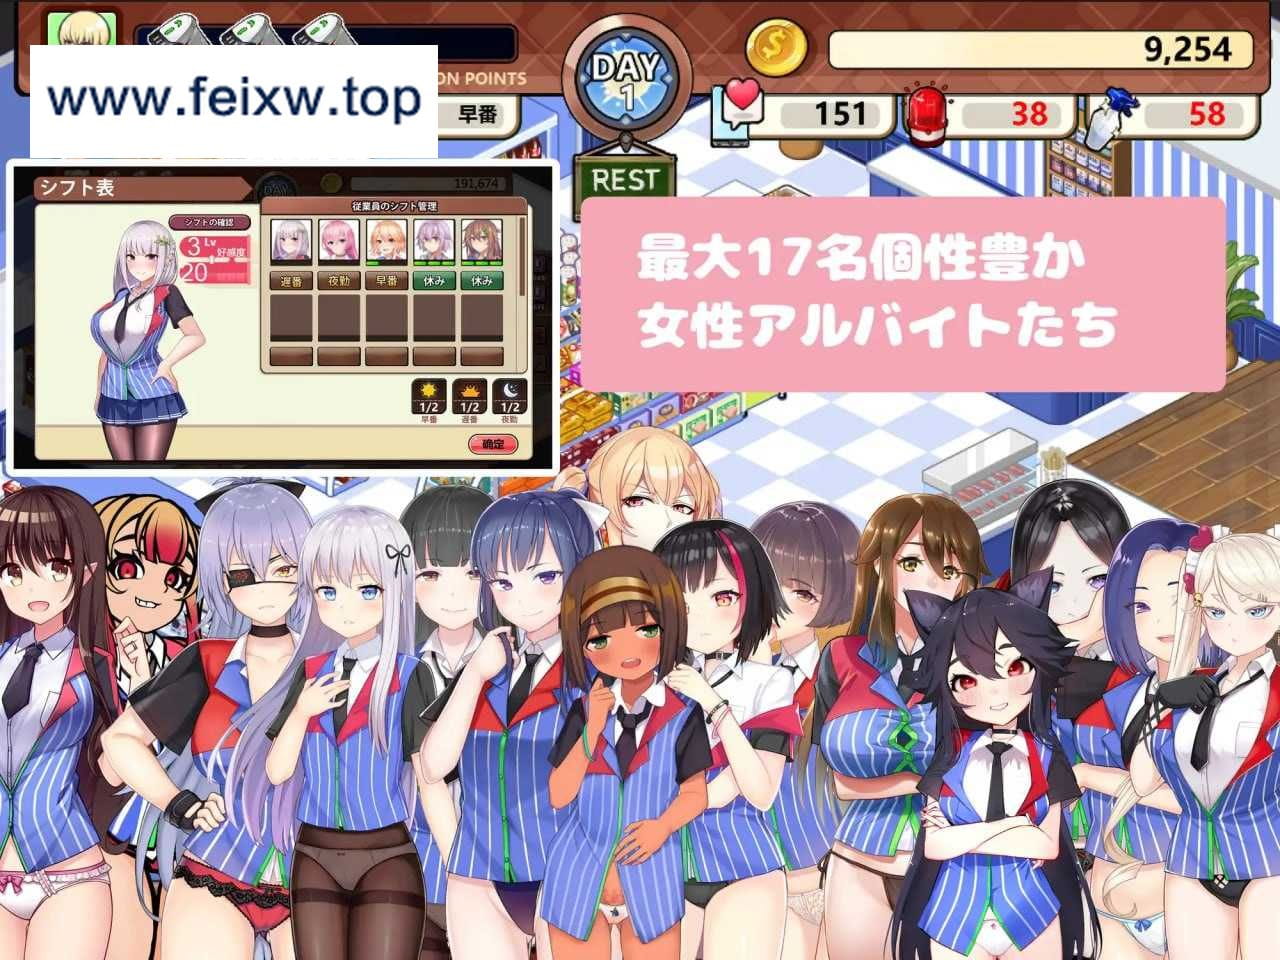 DAY
1
9,254
www.feixw.top
ON POINTS
早番
151
38
58
REST
シフト表
DAY
191,674
シフトの確認
従業員のシフト管理
3 Lv
好感度
20
遅番
夜勤
早番
休み
休み
最大17名個性豊か
女性アルバイトたち
1/2
1/2
1/2
早番
遅番
夜勤
确定